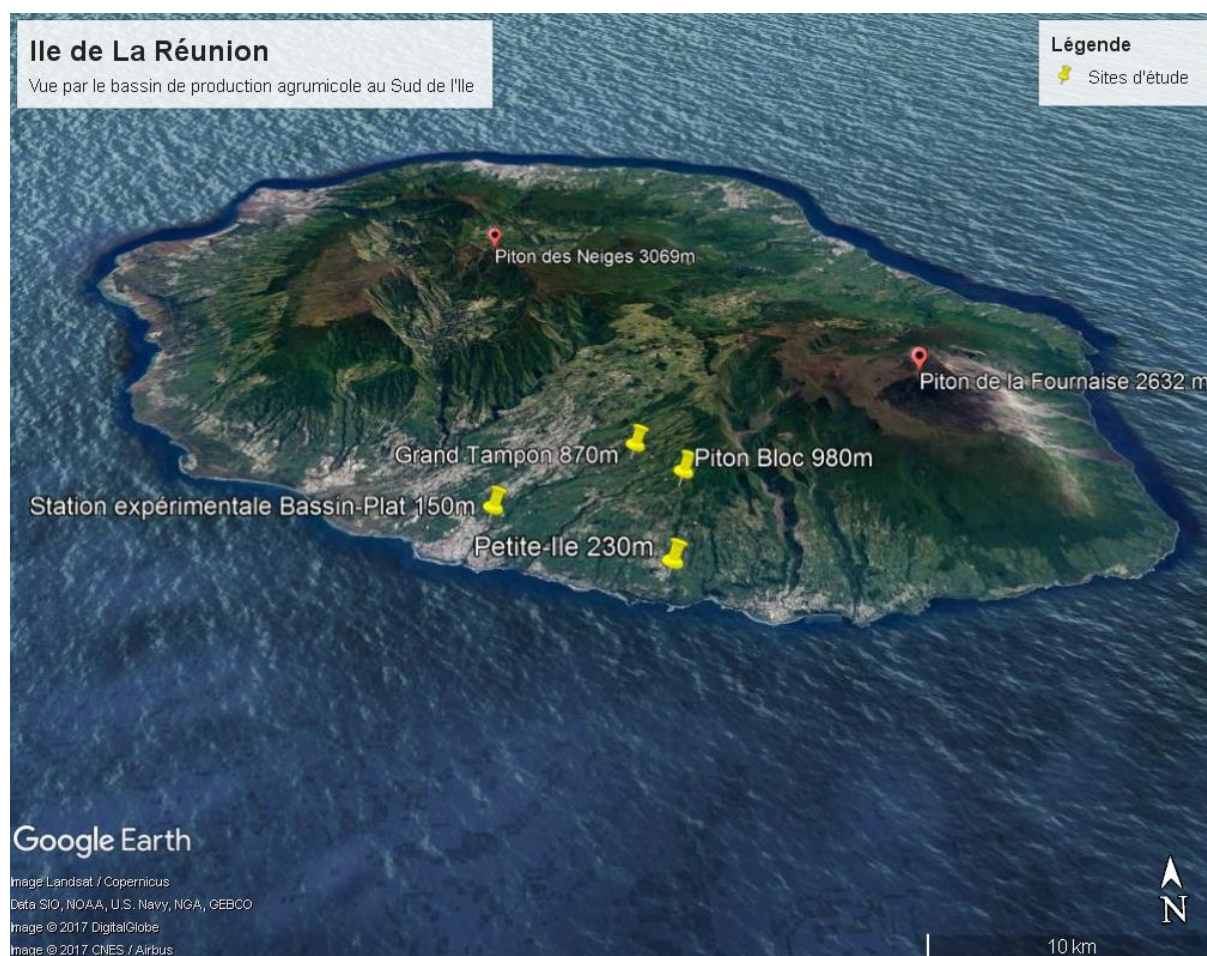 Ile de La Réunion
Vue par le bassin de production agrumicole au Sud de l'Ile
Légende
Sites d'étude
Piton des Neiges 3069m
Piton de la Fournaise 2632 m
Grand Tampon 870m
Piton Bloc 980m
Station expérimentale Bassin-Plat 150m
Petite-Ile 230m
Google Earth
Image Landsat / Copernicus
Data SIO, NOAA, U.S. Navy, NGA, GEBCO
Image © 2017 DigitalGlobe
Image © 2017 CNES / Airbus
N
10 km